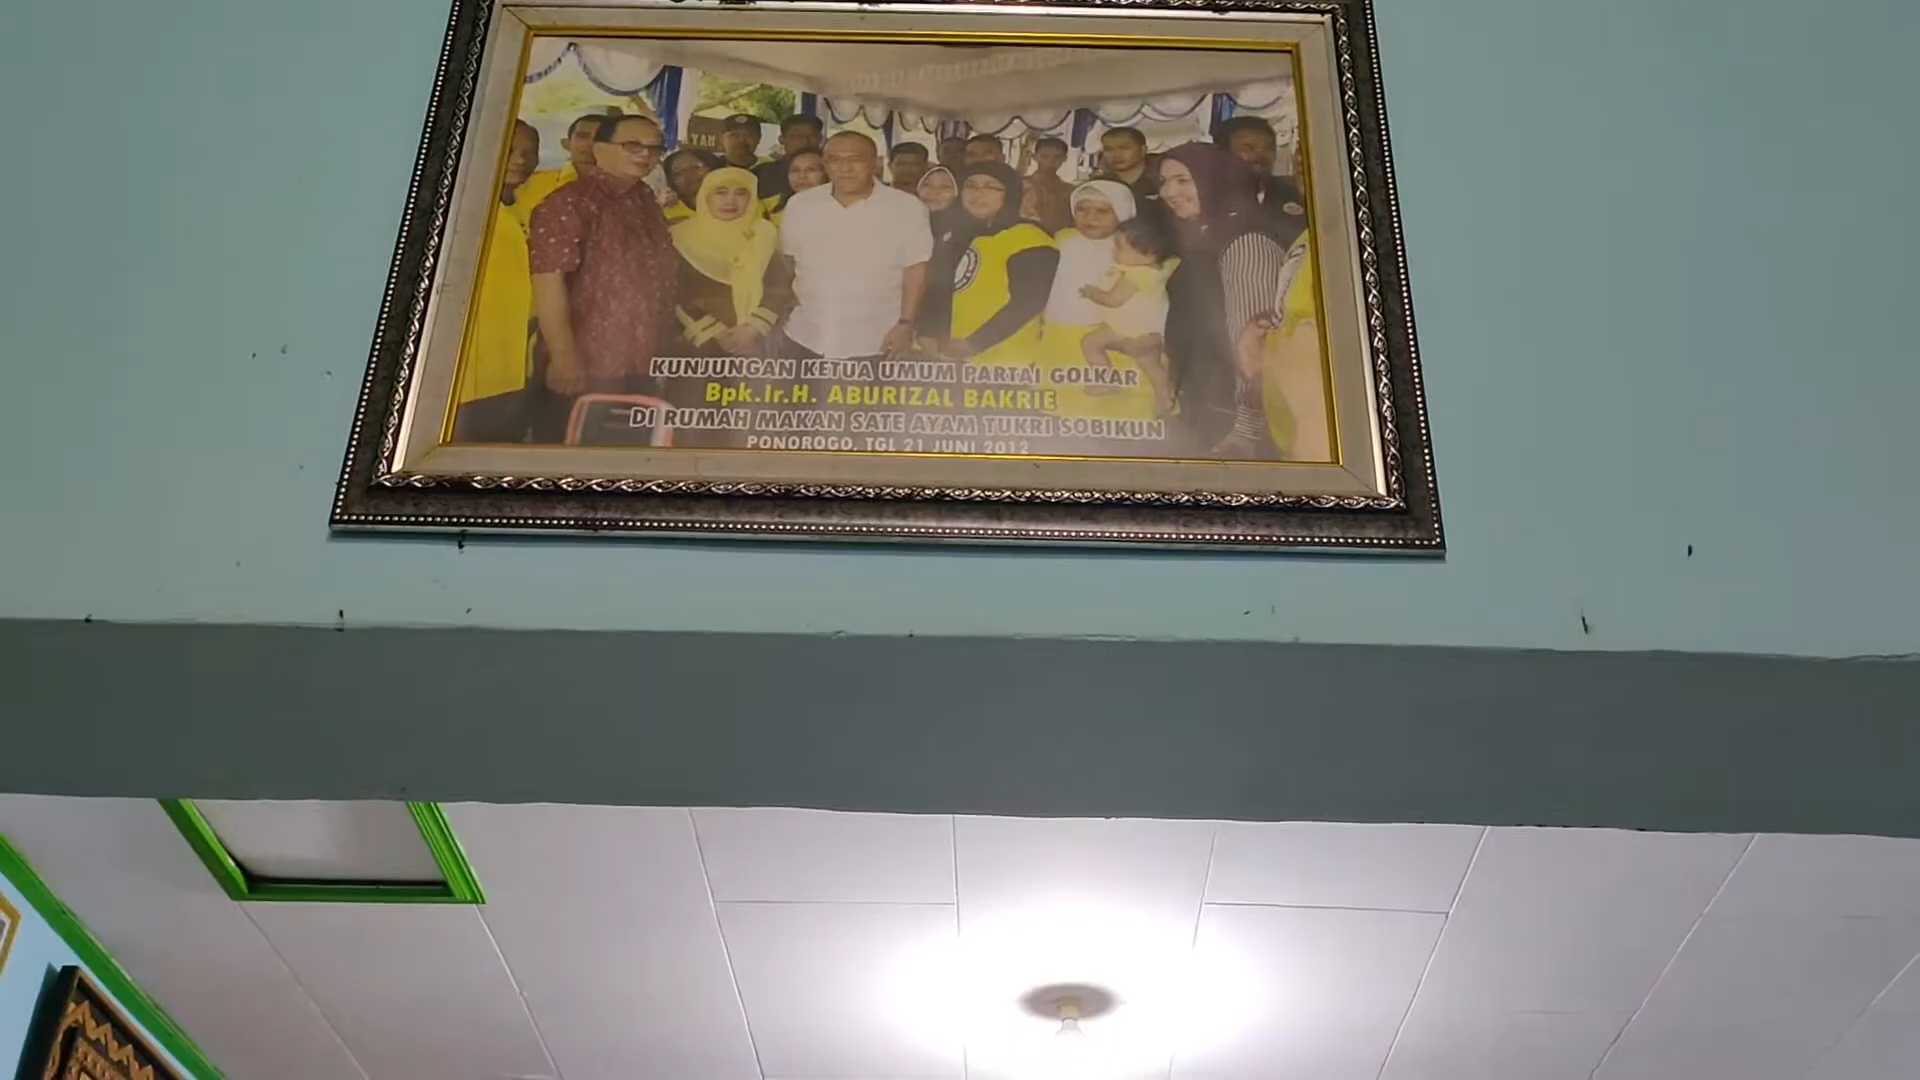 YAM
KUNJUNGAN KETUA UMUM PARTAI GOLKAR
Bpk.Ir.H. ABURIZAL BAKRIE
DI RUMAH MAKAN SATE AYAM TUKRI SOBIKUN
PONOROGO, TGL 21 JUNI 2012